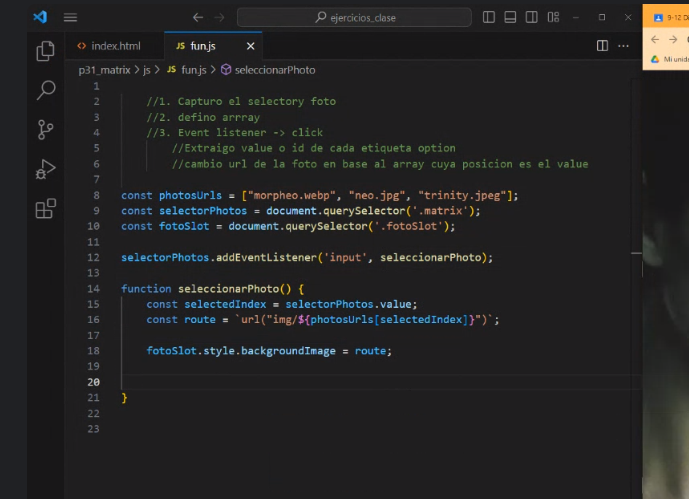 ejercicios_clase
9-12 Di
index.html
JS fun.js
Mi unid
p31_matrix > js > JS fun.js > seleccionarPhoto
1
2 //1. Capturo el selectory foto
3 //2. defino arrray
4 //3. Event listener -> click
5 //Extraigo value o id de cada etiqueta option
6 //cambio url de la foto en base al array cuya posicion es el value
7
8 const photosUrls = ["morpheo.webp", "neo.jpg", "trinity.jpeg"];
9 const selectorPhotos = document.querySelector('.matrix');
10 const fotoSlot = document.querySelector('.fotoSlot');
11
12 selectorPhotos.addEventListener('input', seleccionarPhoto);
13
14 function seleccionarPhoto() {
15 const selectedIndex = selectorPhotos.value;
16 const route = `url("img/${photosUrls[selectedIndex]}")`;
17
18 fotoSlot.style.backgroundImage = route;
19
20
21 }
22
23